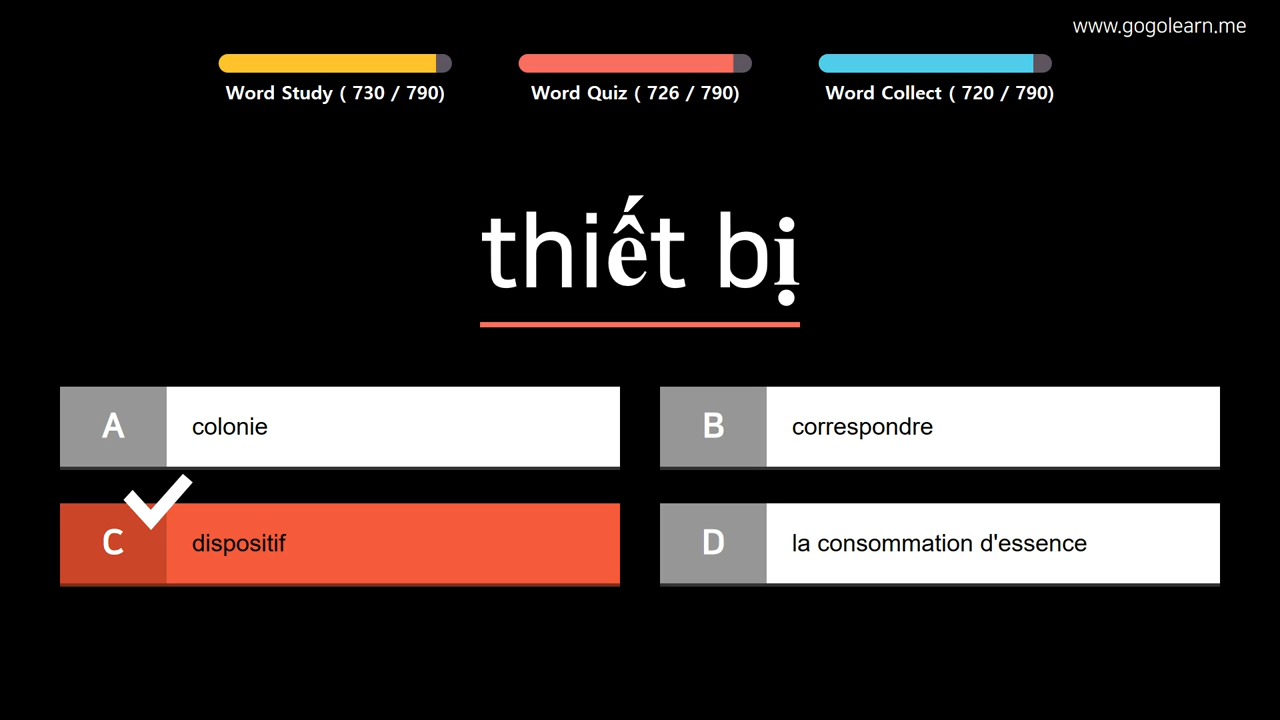 www.gogolearn.me
Word Study ( 730 / 790)
Word Quiz ( 726 / 790)
Word Collect ( 720 / 790)
thiết bị
A
colonie
B
correspondre
C
dispositif
D
la consommation d'essence